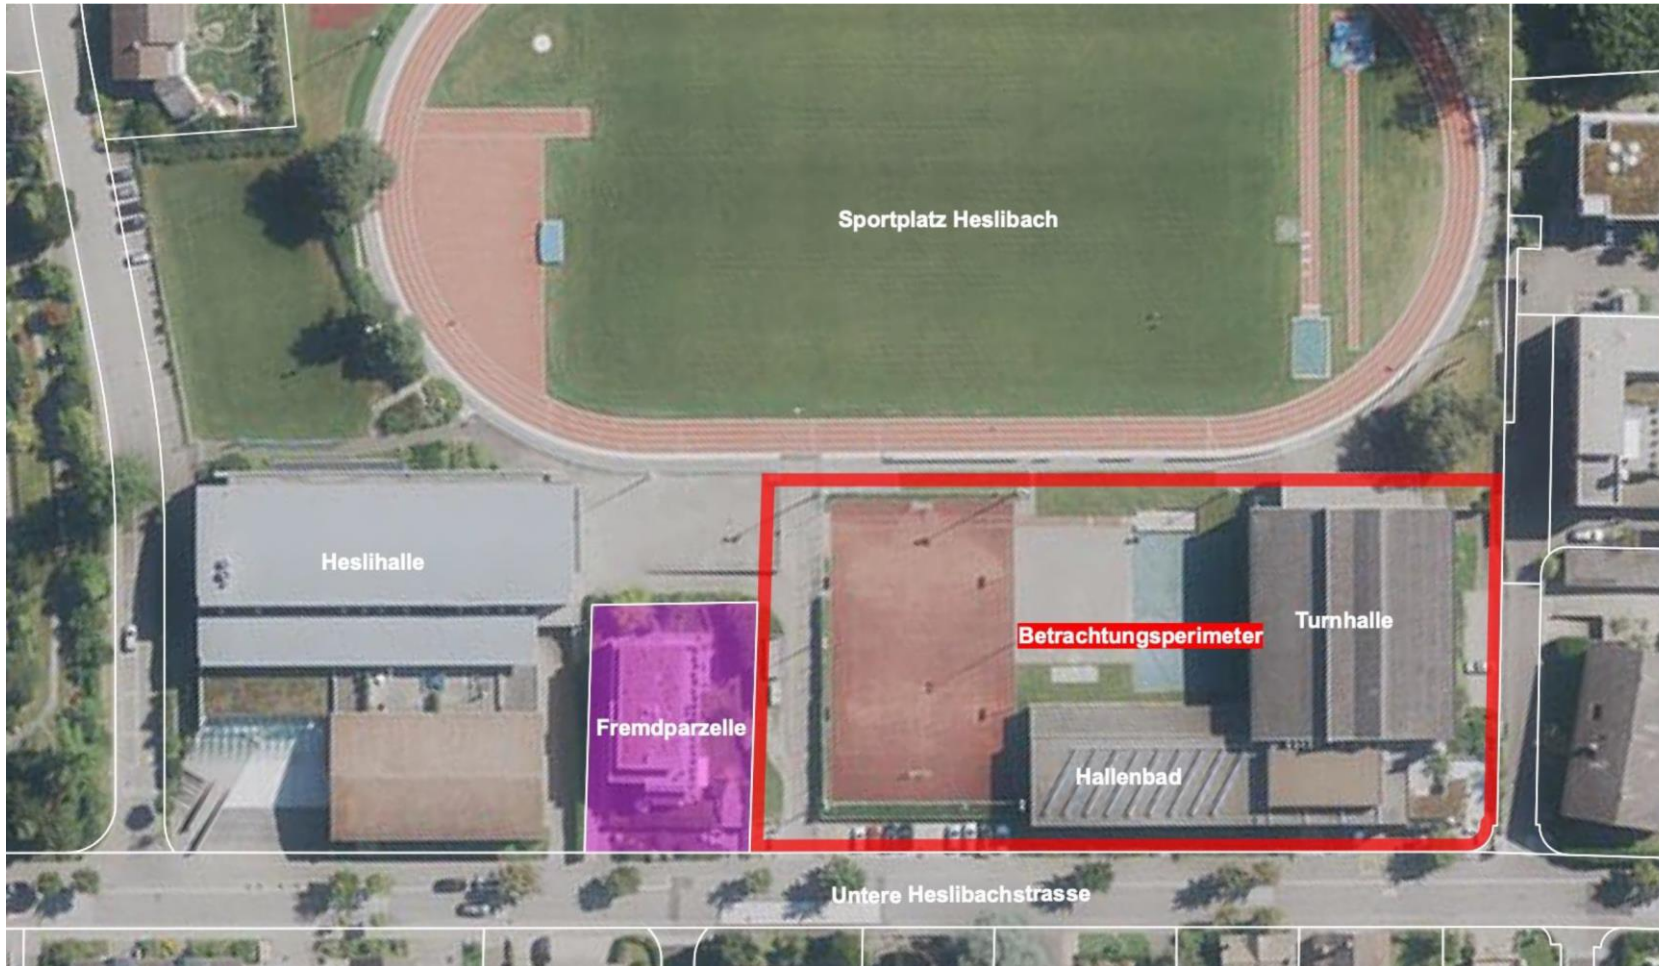 Sportplatz Heslibach
Heslihalle
Betrachtungsperimeter
Turnhalle
Fremdparzelle
Hallenbad
Untere Heslibachstrasse